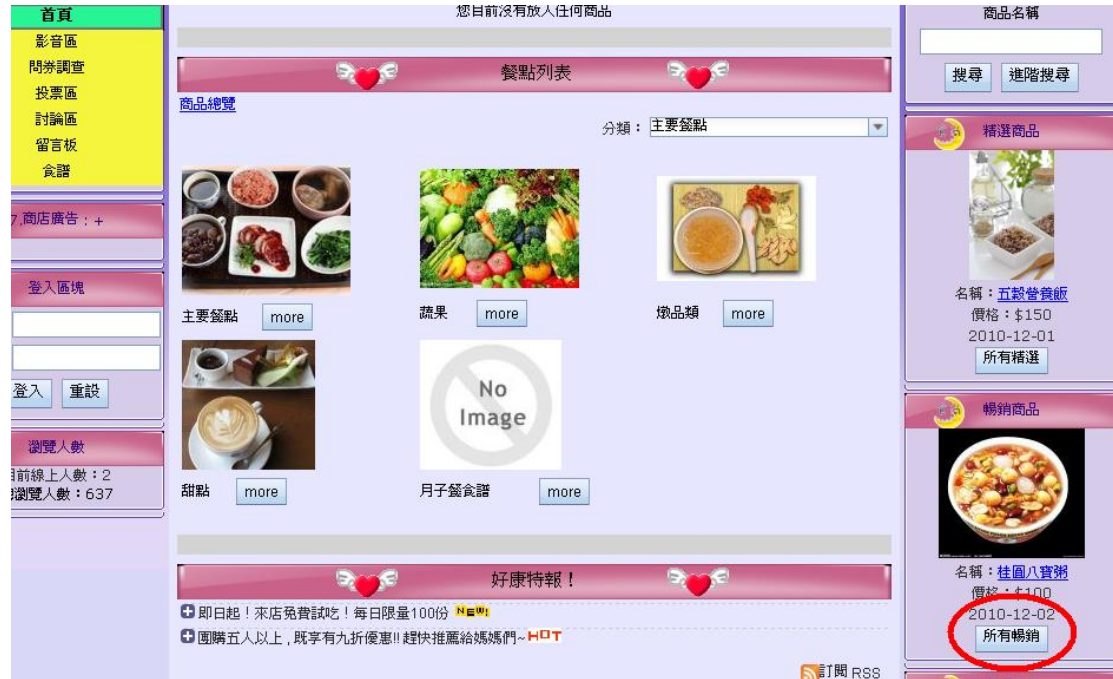 首頁
影音區
問券調查
投票區
討論區
留言板
食譜
7.商店廣告：+
登入區塊
登入
重設
瀏覽人數
目前線上人數：2
瀏覽人數：637
您目前沒有放入任何商品
餐點列表
商品總覽
分類：
主要餐點
主要餐點
more
蔬果
more
燉品類
more
No
Image
甜點
more
月子餐食譜
more
好康特報！
即日起！來店免費試吃！每日限量100份 NEW!
團購五人以上，既享有九折優惠!!趕快推薦給媽媽們~HOT
訂閱 RSS
商品名稱
搜尋
進階搜尋
精選商品
名稱：五穀營養飯
價格：$150
2010-12-01
所有精選
暢銷商品
名稱：桂圓八寶粥
價格：$100
2010-12-02
所有暢銷